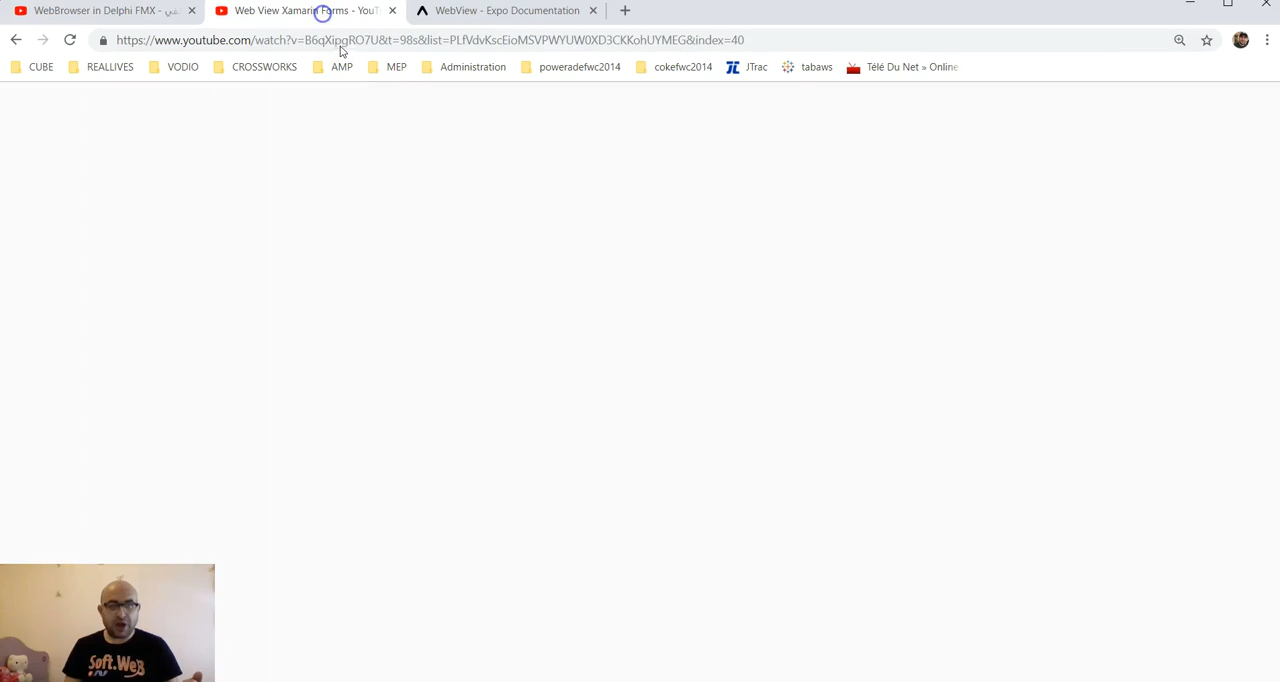 WebBrowser in Delphi FMX -
Web View Xamarin Forms - YouT
WebView - Expo Documentation
https://www.youtube.com/watch?v=B6qXipgRO7U&t=98s&list=PLfVdvKscEioMSVPWYUW0XD3CKKohUYMEG&index=40
CUBE
REALLIVES
VODIO
CROSSWORKS
AMP
MEP
Administration
poweradefwc2014
cokefwc2014
JTrac
tabaws
Télé Du Net » Online
Soft.WeB